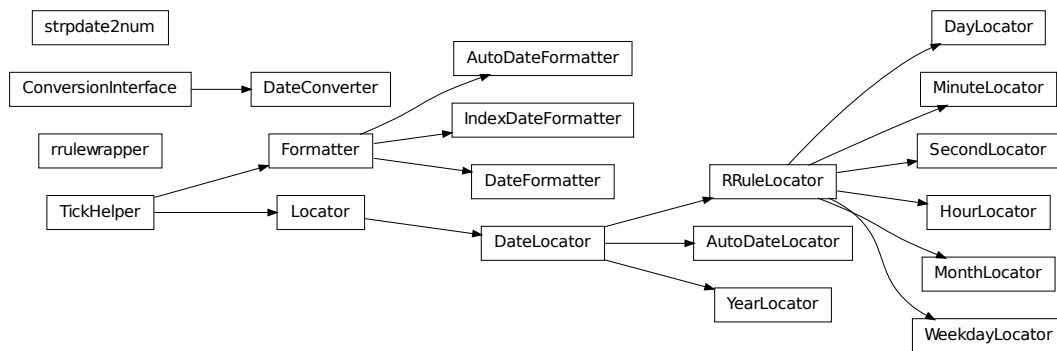 strpdate2num
ConversionInterface
DateConverter
rrulewrapper
TickHelper
Formatter
Locator
AutoDateFormatter
IndexDateFormatter
DateFormatter
DateLocator
RRuleLocator
AutoDateLocator
YearLocator
DayLocator
MinuteLocator
SecondLocator
HourLocator
MonthLocator
WeekdayLocator